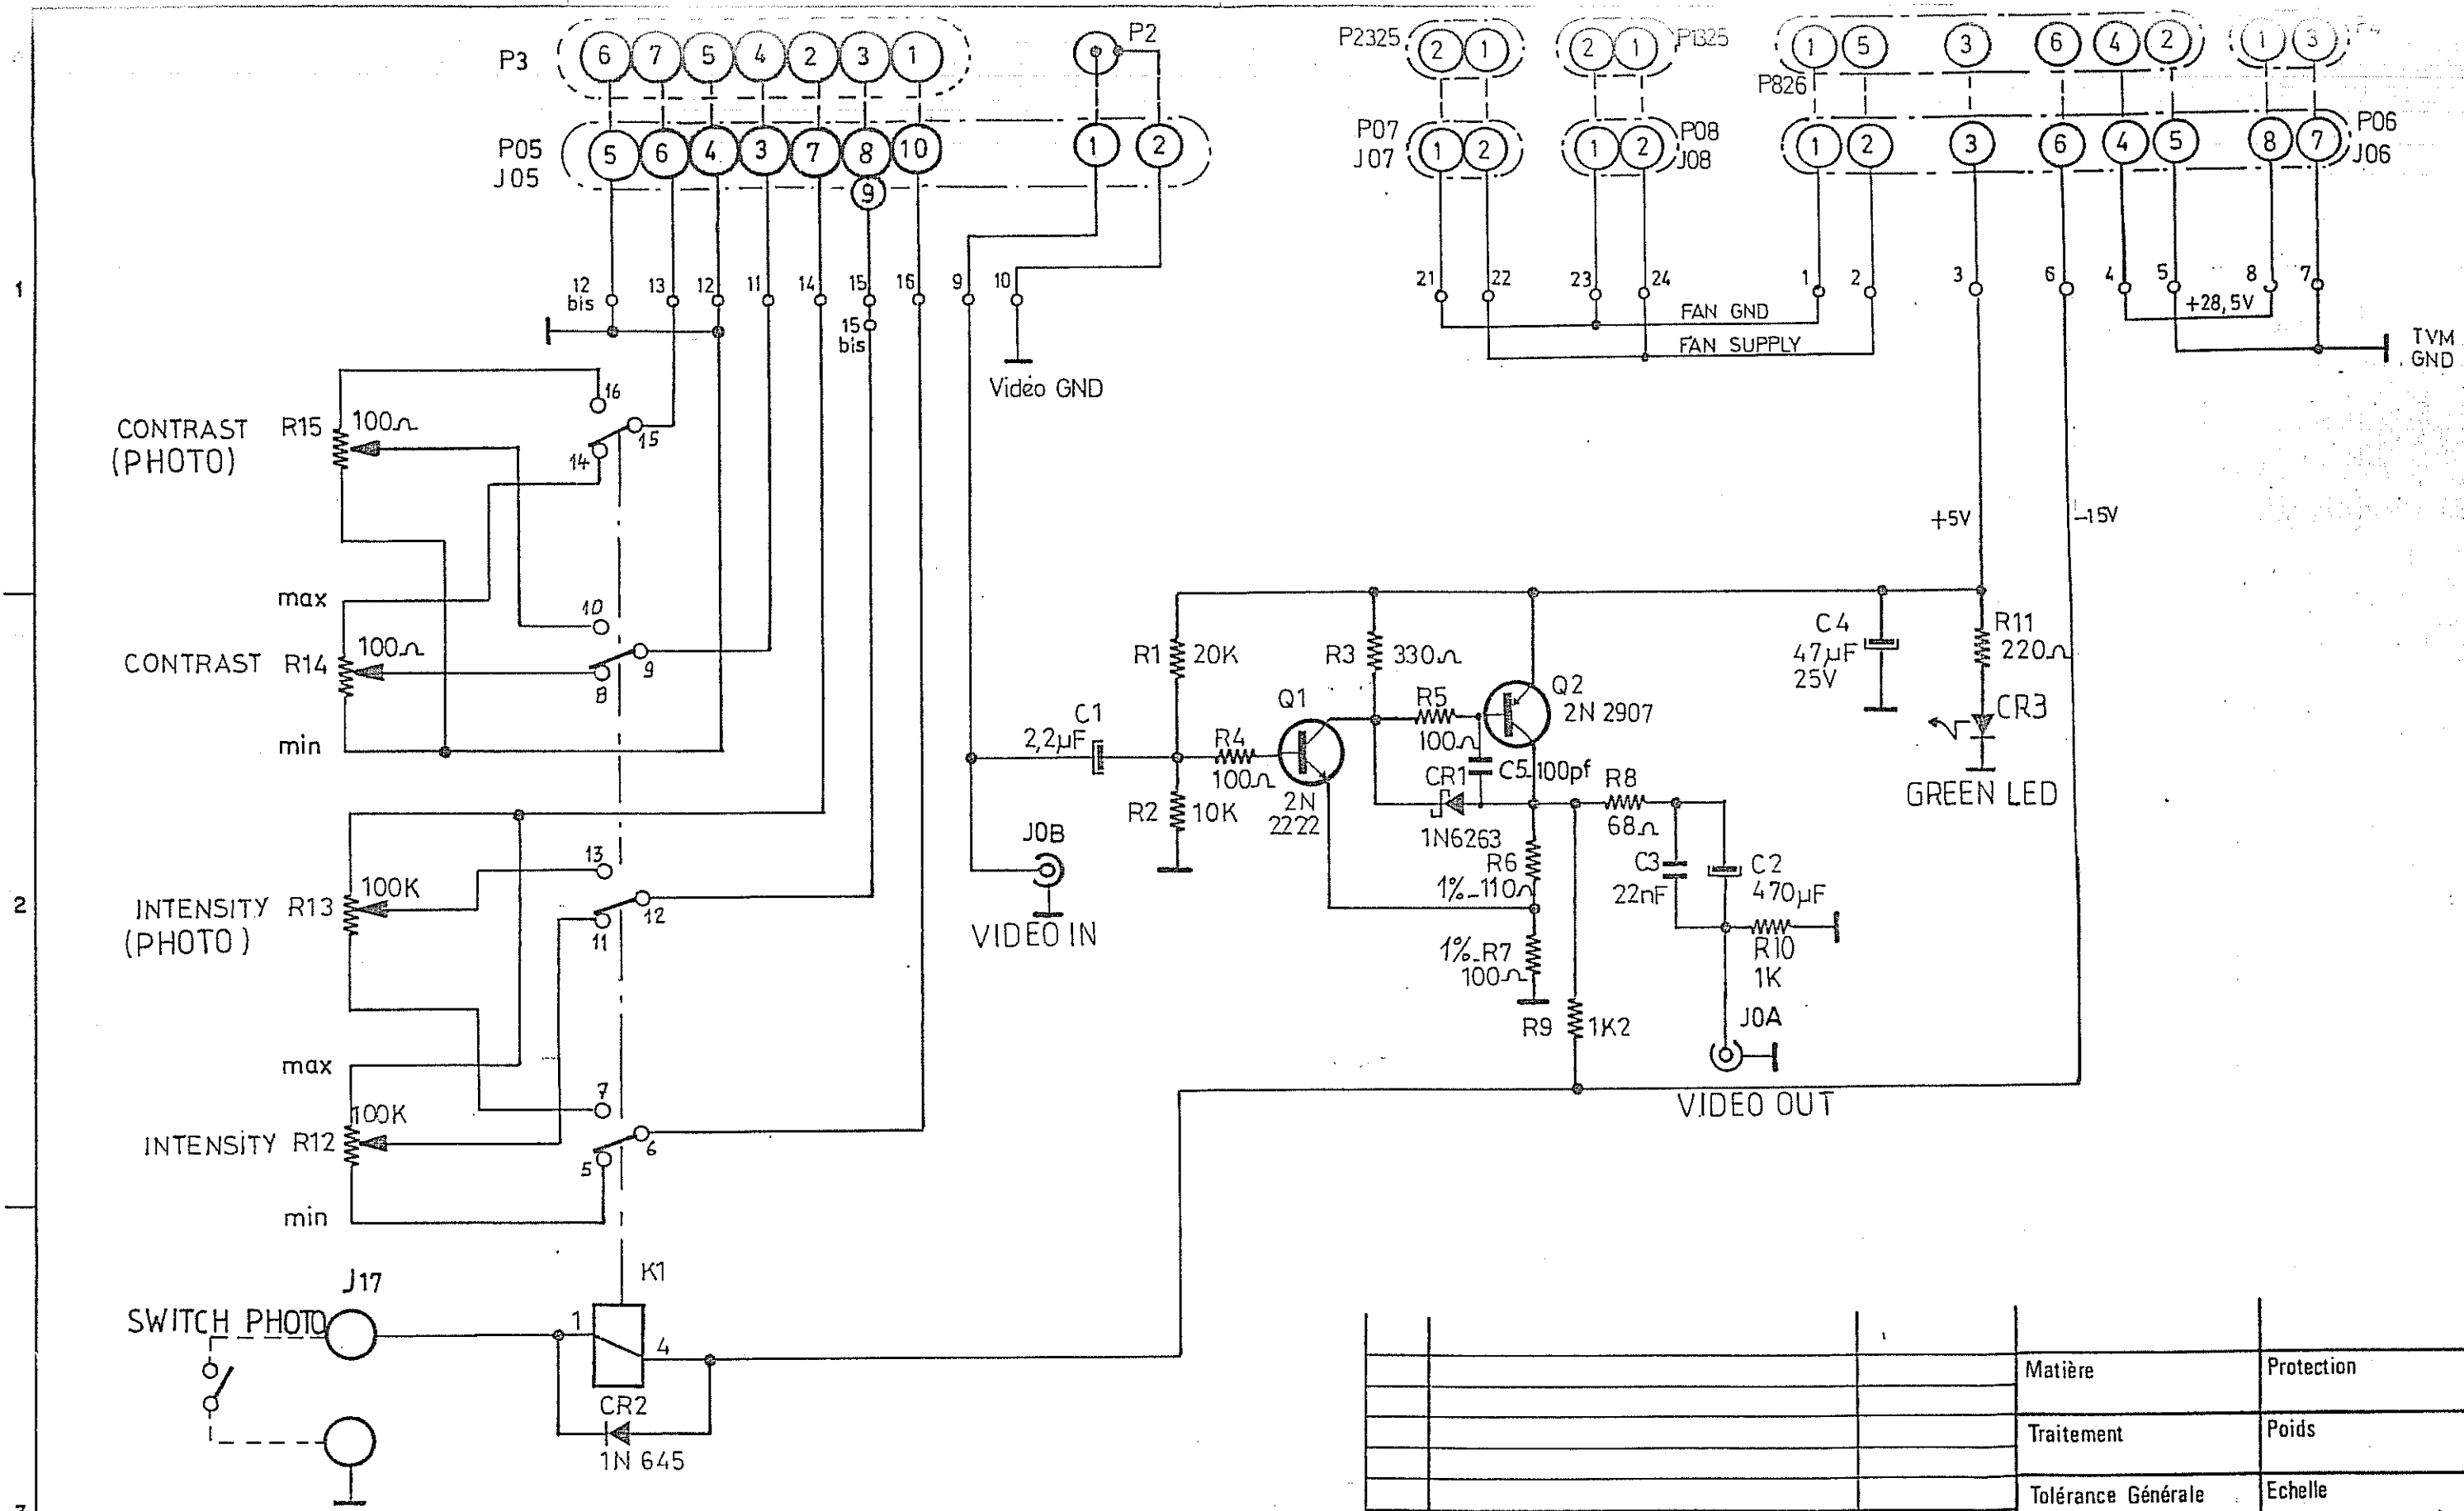 P3 6 7 5 4 2 3 1 P2
P2325 2 1 2 1 P1325
1 5 3 6 4 2 1 3 P4
P826
P05 5 6 4 3 7 8 10 1 2
J05 9
P07 1 2 1 2 P08
J07 J08
1 2 3 6 4 5 8 7 P06
J06
1
12 bis 13 12 11 14 15 16 9 10
15 bis
21 22 23 24 1 2 3 6 4 5 8 7
FAN GND
FAN SUPPLY
+28,5V
TVM
GND
Vidéo GND
CONTRAST R15 100Ω
(PHOTO)
16
15
14
+5V -15V
max
10
CONTRAST R14 100Ω
9
8
min
R1 20K
R3 330Ω
Q1
R5
100Ω
Q2
2N 2907
C4
47µF
25V
R11
220Ω
CR3
GREEN LED
C1
2,2µF
R4
100Ω
2N
2222
CR1
1N6263
C5_100pf
R8
68Ω
R2 10K
R6
1%_110Ω
C3
22nF
C2
470µF
J0B
VIDEO IN
2
13
INTENSITY R13 100K
(PHOTO)
12
11
1%_R7
100Ω
R10
1K
R9 1K2
J0A
VIDEO OUT
max
7
INTENSITY R12 100K
6
5
min
J17
K1
SWITCH PHOTO
1
4
CR2
1N 645
Matière Protection
Traitement Poids
Tolérance Générale Echelle
3